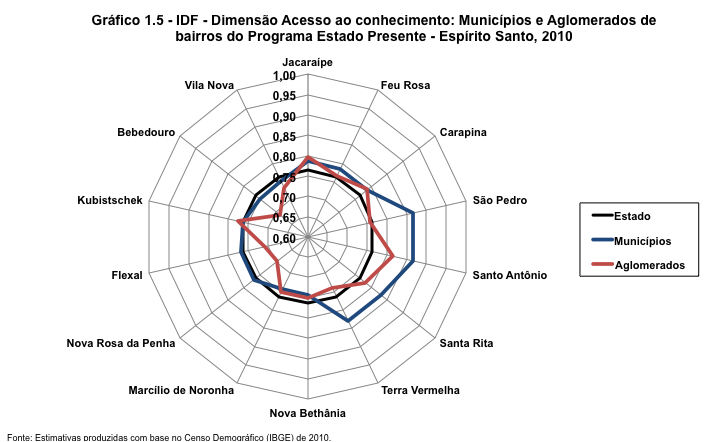 Gráfico 1.5 - IDF - Dimensão Acesso ao conhecimento: Municípios e Aglomerados de
bairros do Programa Estado Presente - Espírito Santo, 2010
Jacaraípe
Feu Rosa
Carapina
São Pedro
Santo Antônio
Santa Rita
Terra Vermelha
Nova Bethânia
Marcílio de Noronha
Nova Rosa da Penha
Flexal
Kubistschek
Bebedouro
Vila Nova
1,00
0,95
0,90
0,85
0,80
0,75
0,70
0,65
0,60
Estado
Municípios
Aglomerados
Fonte: Estimativas produzidas com base no Censo Demográfico (IBGE) de 2010.